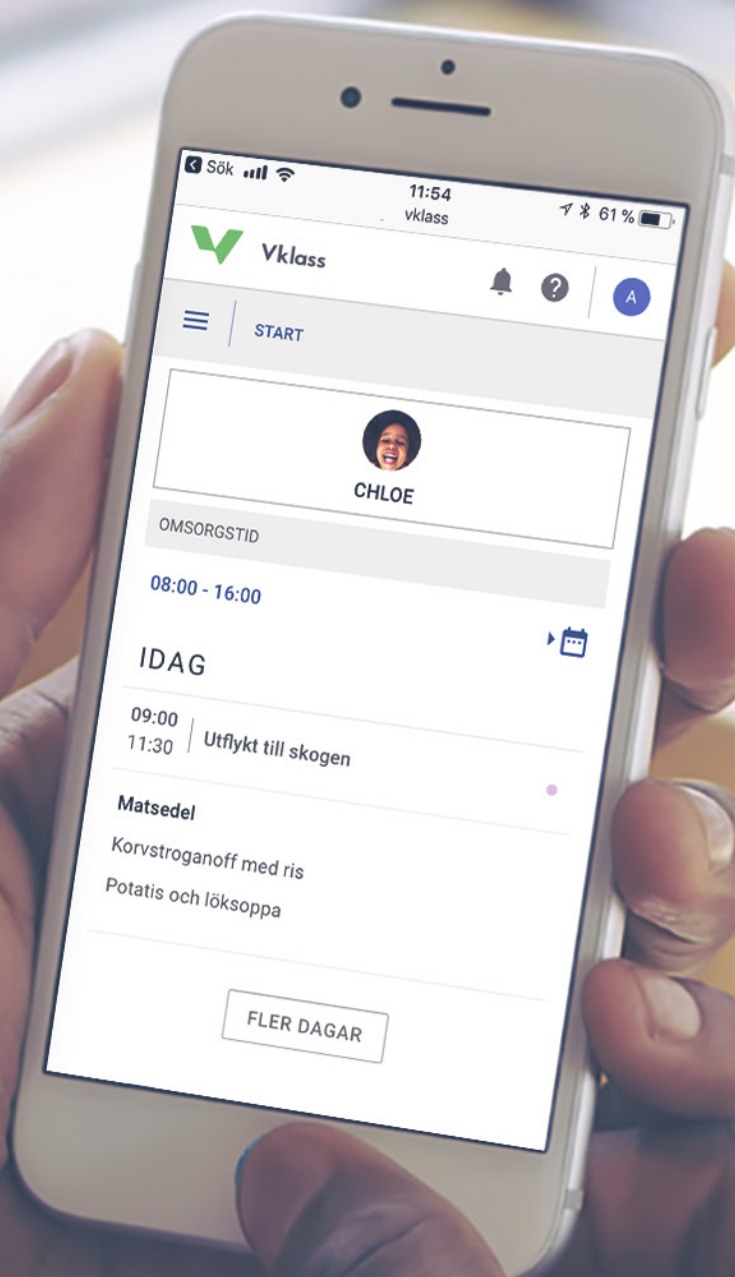 Sök
11:54
61 %
vklass
Vklass
A
START
CHLOE
OMSORGSTID
08:00 - 16:00
IDAG
09:00
11:30
Utflykt till skogen
Matsedel
Korvstroganoff med ris
Potatis och löksoppa
FLER DAGAR